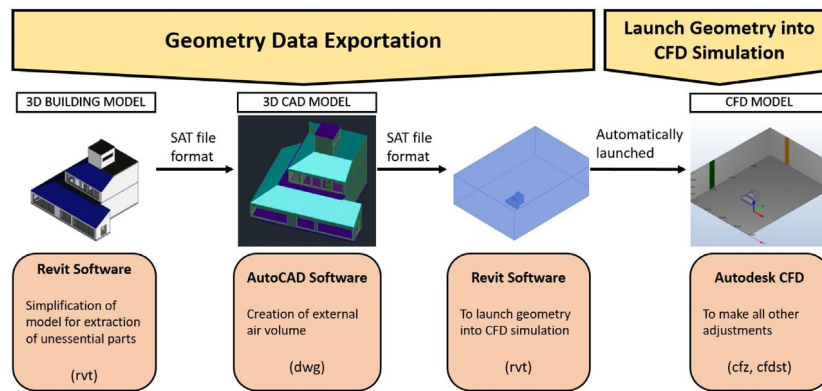 Geometry Data Exportation
Launch Geometry into
CFD Simulation
3D BUILDING MODEL
3D CAD MODEL
CFD MODEL
SAT file
format
SAT file
format
Automatically
launched
Revit Software
Simplification of
model for extraction
of unessential parts
(rvt)
AutoCAD Software
Creation of external
air volume
(dwg)
Revit Software
To launch geometry
into CFD simulation
(rvt)
Autodesk CFD
To make all other
adjustments
(cfz, cfdst)